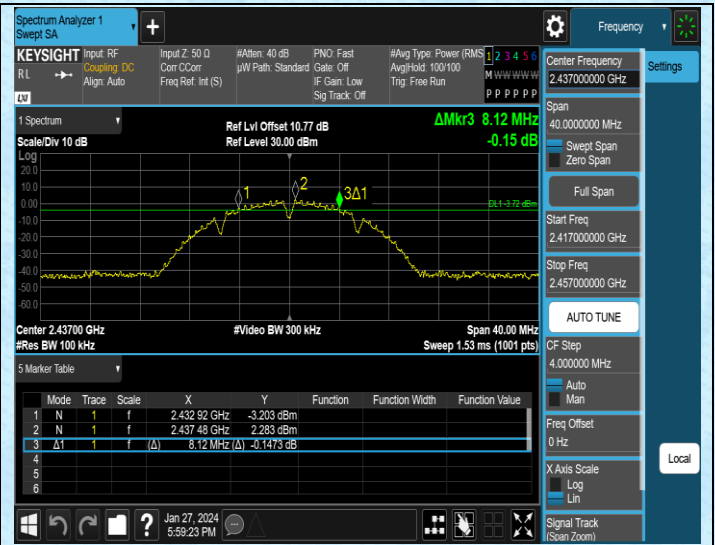 Spectrum Analyzer 1
Swept SA
+
Frequency
KEYSIGHT
RL
LXI
Input: RF
Coupling: DC
Align: Auto
Input Z: 50 Ω
Corr CCorr
Freq Ref: Int (S)
#Atten: 40 dB
µW Path: Standard
PNO: Fast
Gate: Off
IF Gain: Low
Sig Track: Off
#Avg Type: Power (RMS
Avg|Hold: 100/100
Trig: Free Run
1 2 3 4 5 6
M W W W W W
P P P P P P
1 Spectrum
Scale/Div 10 dB
Log
Ref Lvl Offset 10.77 dB
Ref Level 30.00 dBm
ΔMkr3 8.12 MHz
-0.15 dB
20.0
10.0
0.00
-10.0
-20.0
-30.0
-40.0
-50.0
-60.0
1
2
3Δ1
DL1 -3.72 dBm
Center 2.43700 GHz
#Res BW 100 kHz
#Video BW 300 kHz
Span 40.00 MHz
Sweep 1.53 ms (1001 pts)
5 Marker Table
Mode Trace Scale X Y Function Function Width Function Value
1 N 1 f 2.432 92 GHz -3.203 dBm
2 N 1 f 2.437 48 GHz 2.283 dBm
3 Δ1 1 f (Δ) 8.12 MHz (Δ) -0.1473 dB
4
5
6
?
Jan 27, 2024
5:59:23 PM
Center Frequency
2.437000000 GHz
Span
40.0000000 MHz
Swept Span
Zero Span
Full Span
Start Freq
2.417000000 GHz
Stop Freq
2.457000000 GHz
AUTO TUNE
CF Step
4.000000 MHz
Auto
Man
Freq Offset
0 Hz
X Axis Scale
Log
Lin
Signal Track
(Span Zoom)
Settings
Local